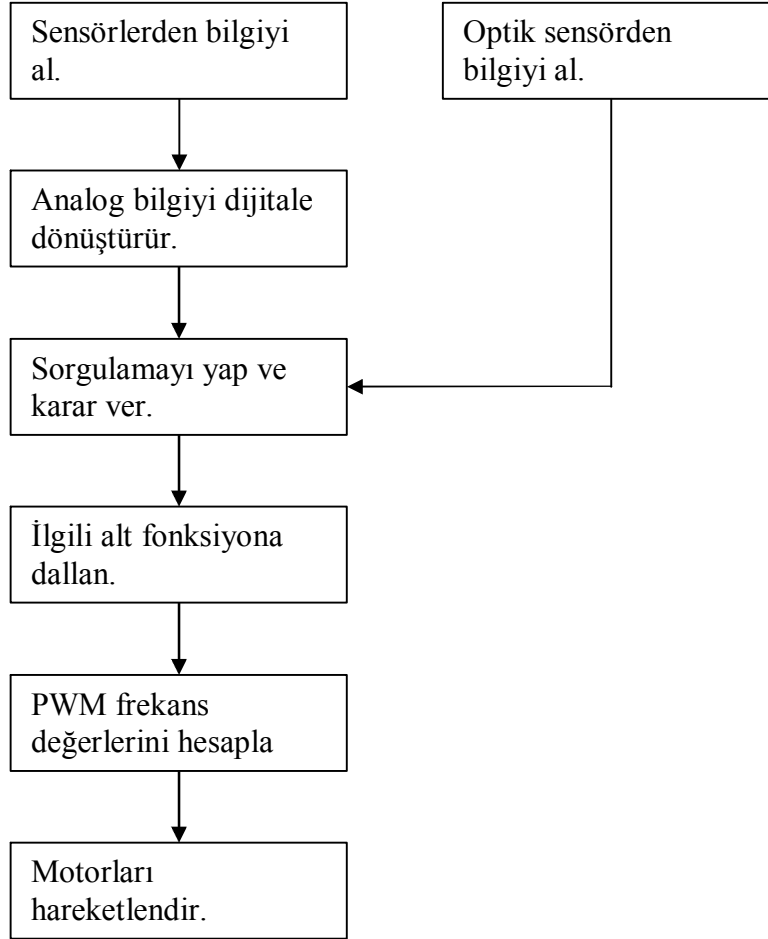 Sensörlerden bilgiyi
al.
Optik sensörden
bilgiyi al.
Analog bilgiyi dijitale
dönüştürür.
Sorgulamayı yap ve
karar ver.
İlgili alt fonksiyona
dallan.
PWM frekans
değerlerini hesapla
Motorları
hareketlendir.